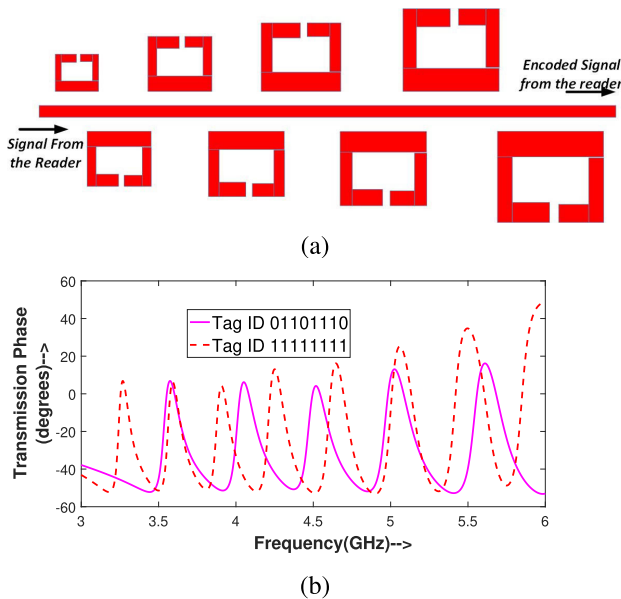 Encoded Signal
from the reader
Signal From
the Reader
(a)
60
40
20
0
-20
-40
-60
Transmission Phase
(degrees)-->
Tag ID 01101110
Tag ID 11111111
3
3.5
4
4.5
5
5.5
6
Frequency(GHz)-->
(b)